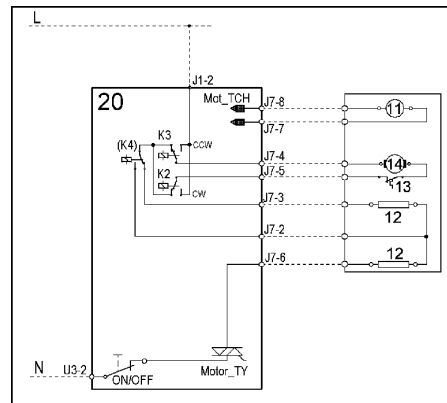 L
J1-2
20
Mot_TCH
J7-8
11
J7-7
(K4)
K3
CCW
J7-4
14
J7-5
13
K2
CW
J7-3
12
J7-2
J7-6
12
N
U3-2
ON/OFF
Motor_TY